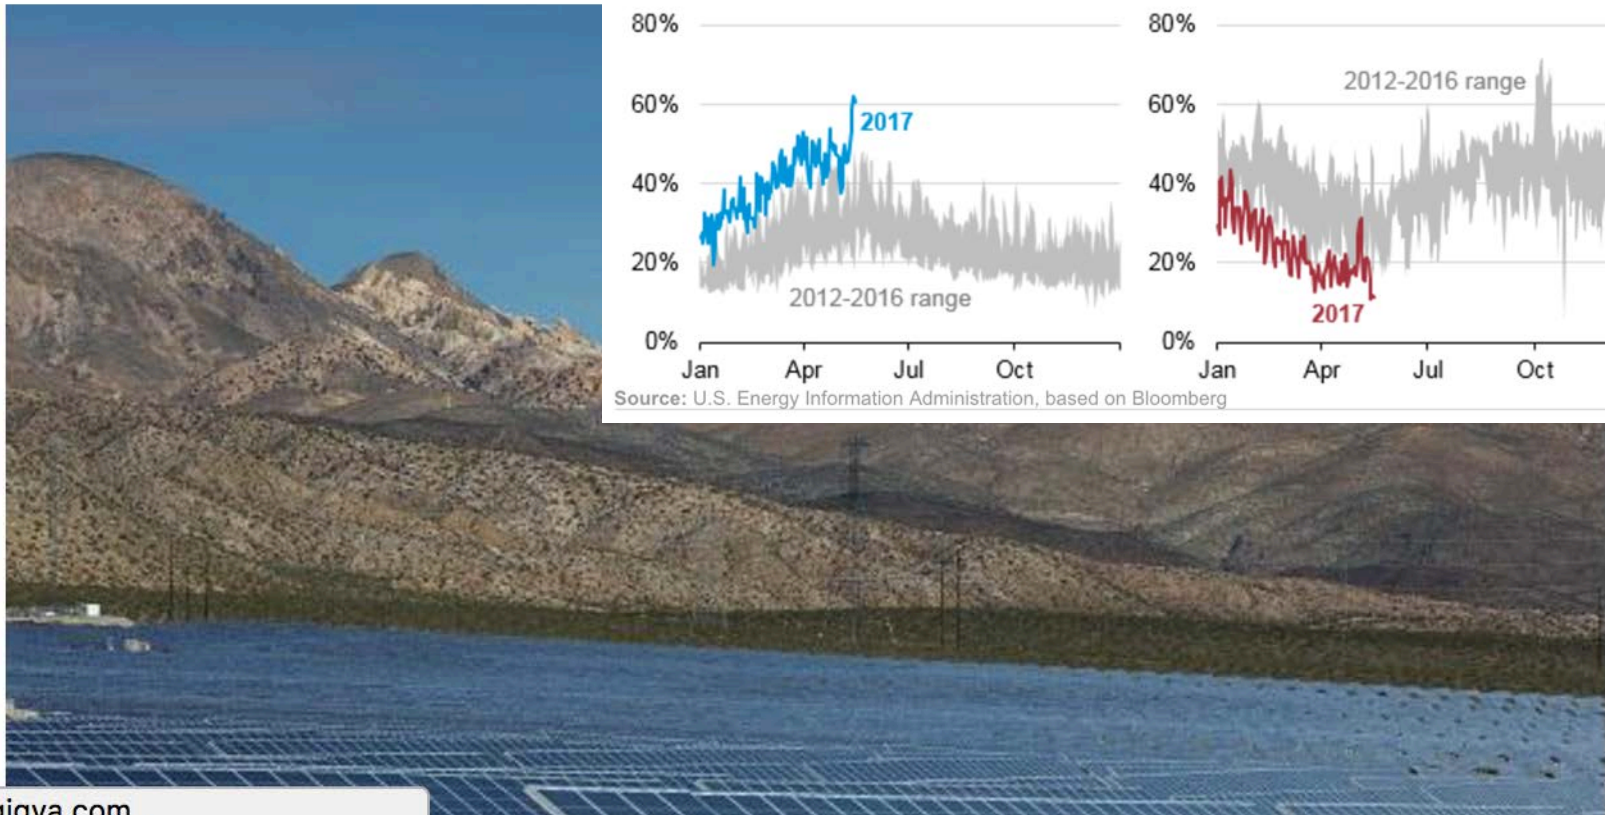 80%
60%
40%
20%
0%
2017
2012-2016 range
Jan Apr Jul Oct
80%
60%
40%
20%
0%
2012-2016 range
2017
Jan Apr Jul Oct
Source: U.S. Energy Information Administration, based on Bloomberg